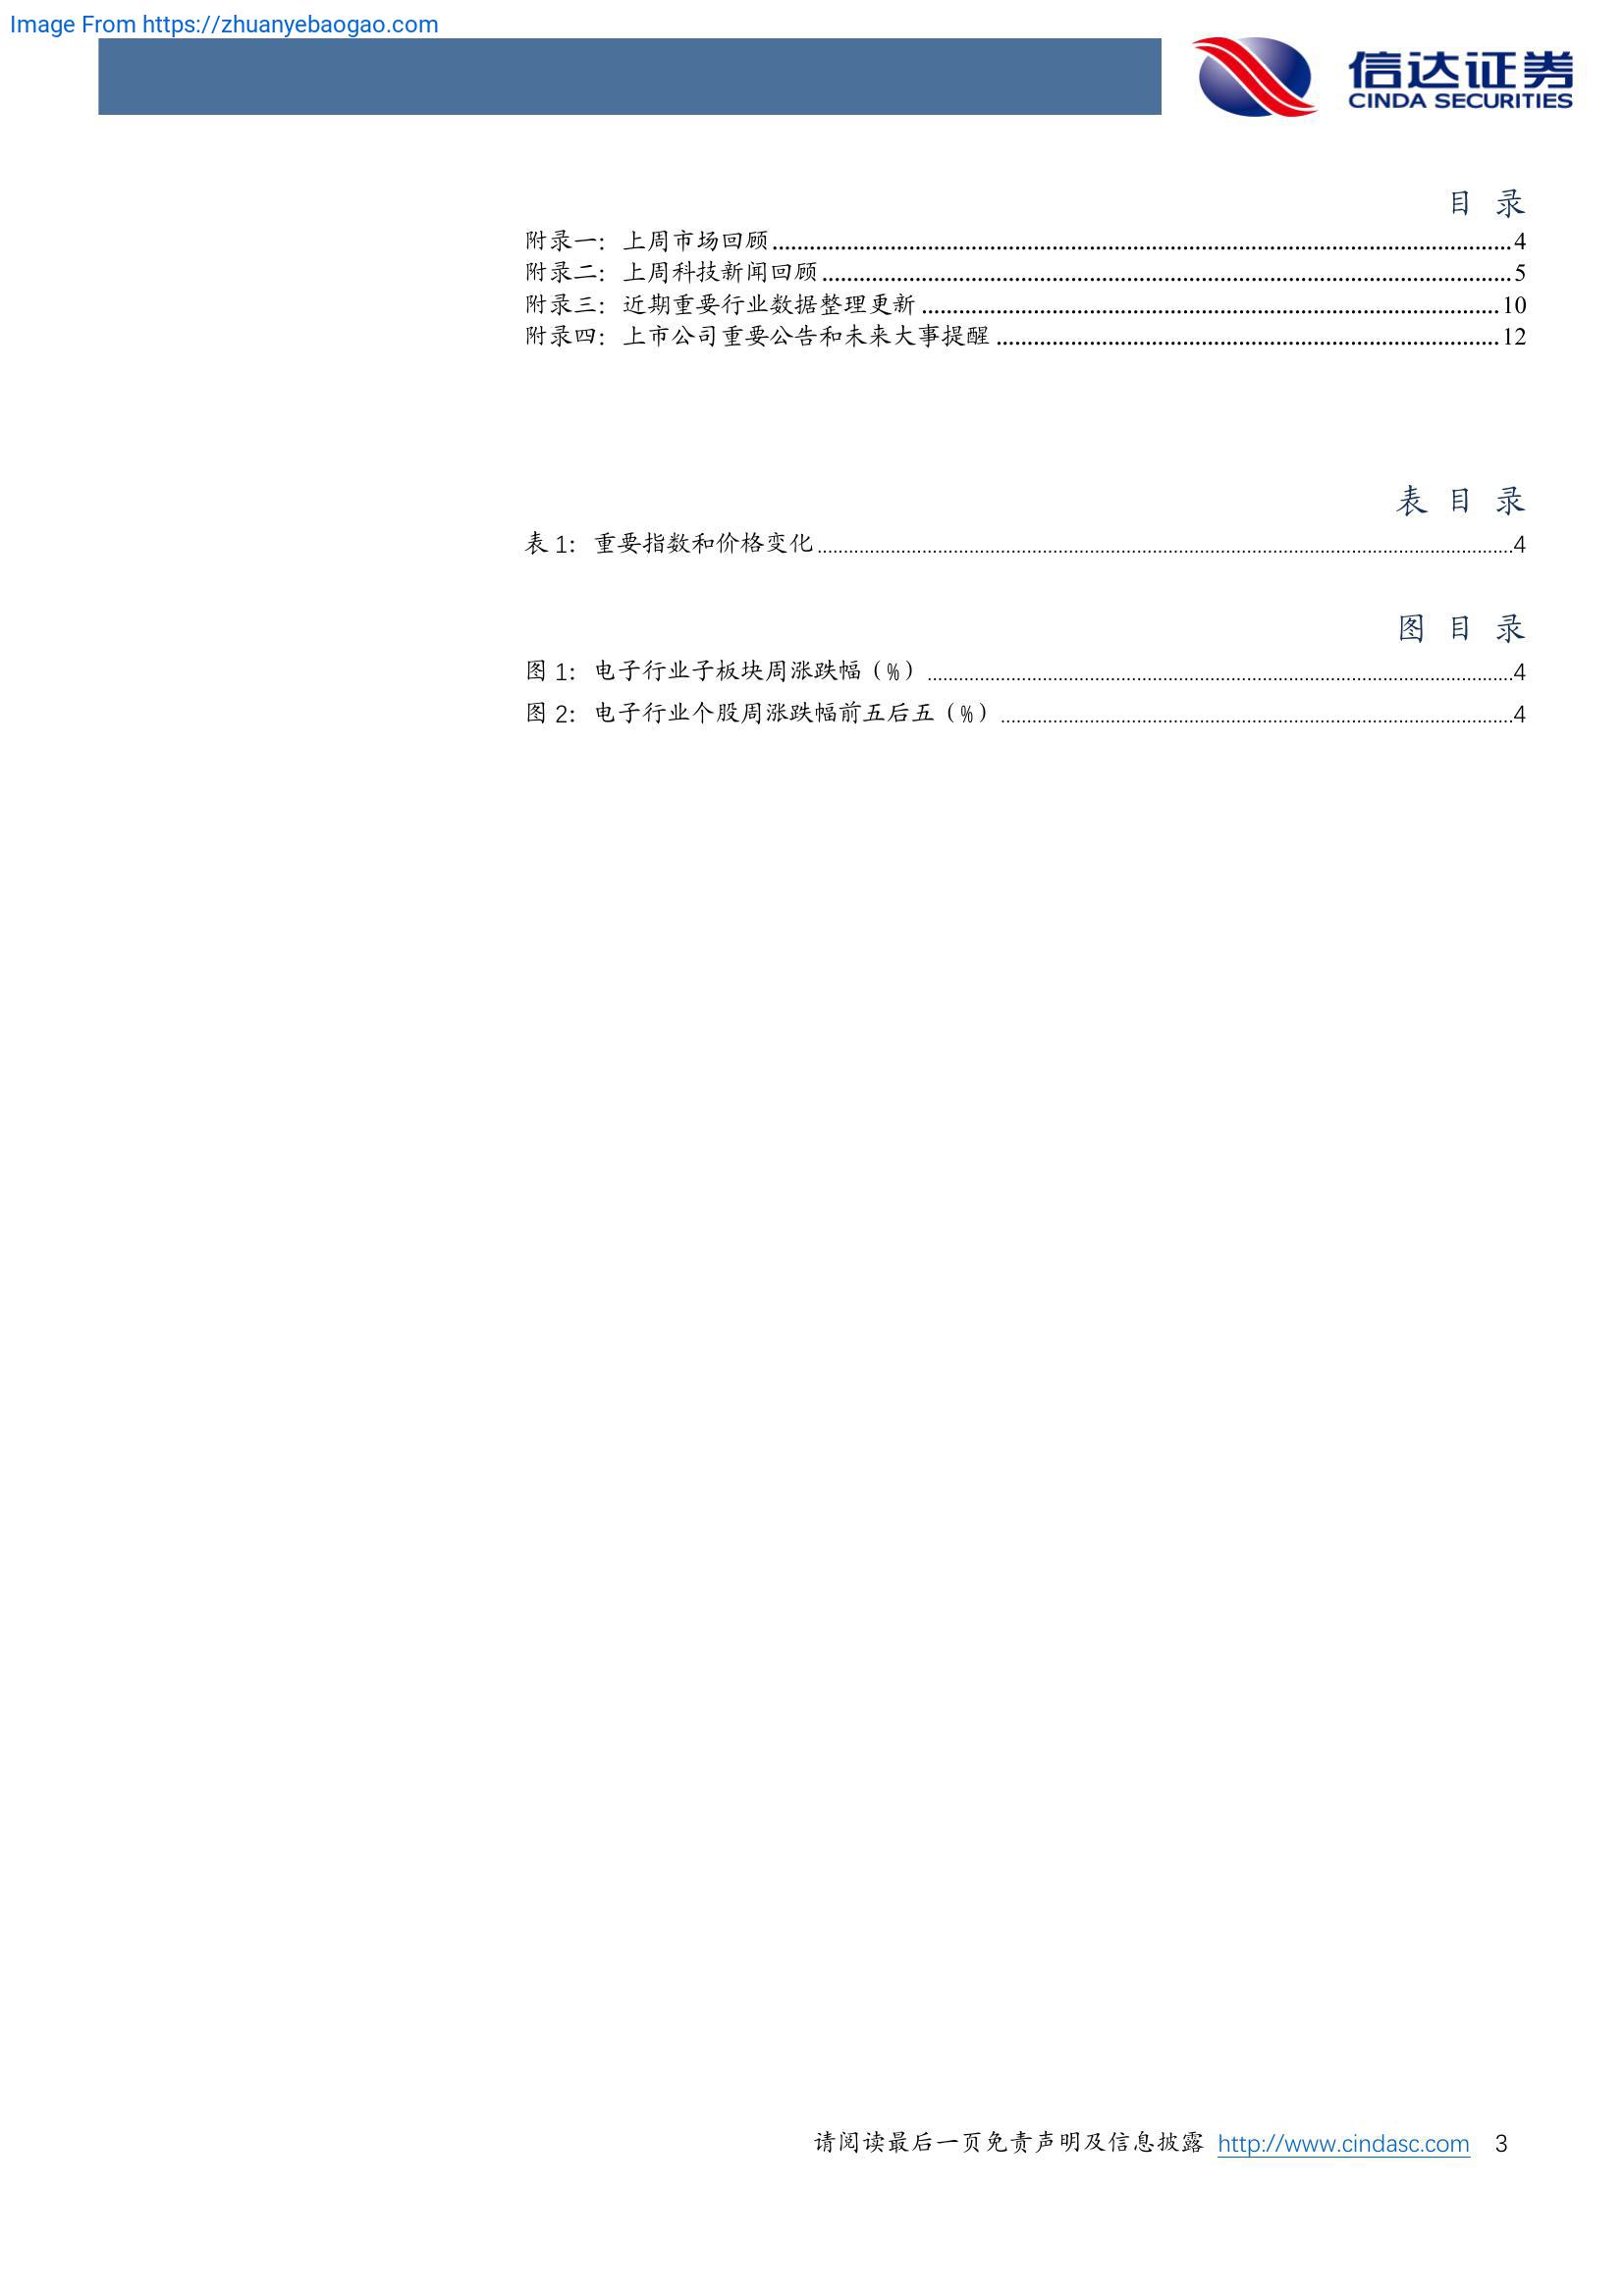 Image From https://zhuanyebaogao.com
信达证券
CINDA SECURITIES
目 录
附录一：上周市场回顾........................4
附录二：上周科技新闻回顾........................5
附录三：近期重要行业数据整理更新........................10
附录四：上市公司重要公告和未来大事提醒........................12
表 目 录
表 1：重要指数和价格变化........................4
图 目 录
图 1：电子行业子板块周涨跌幅（%）........................4
图 2：电子行业个股周涨跌幅前五后五（%）........................4
请阅读最后一页免责声明及信息披露 http://www.cindasc.com 3